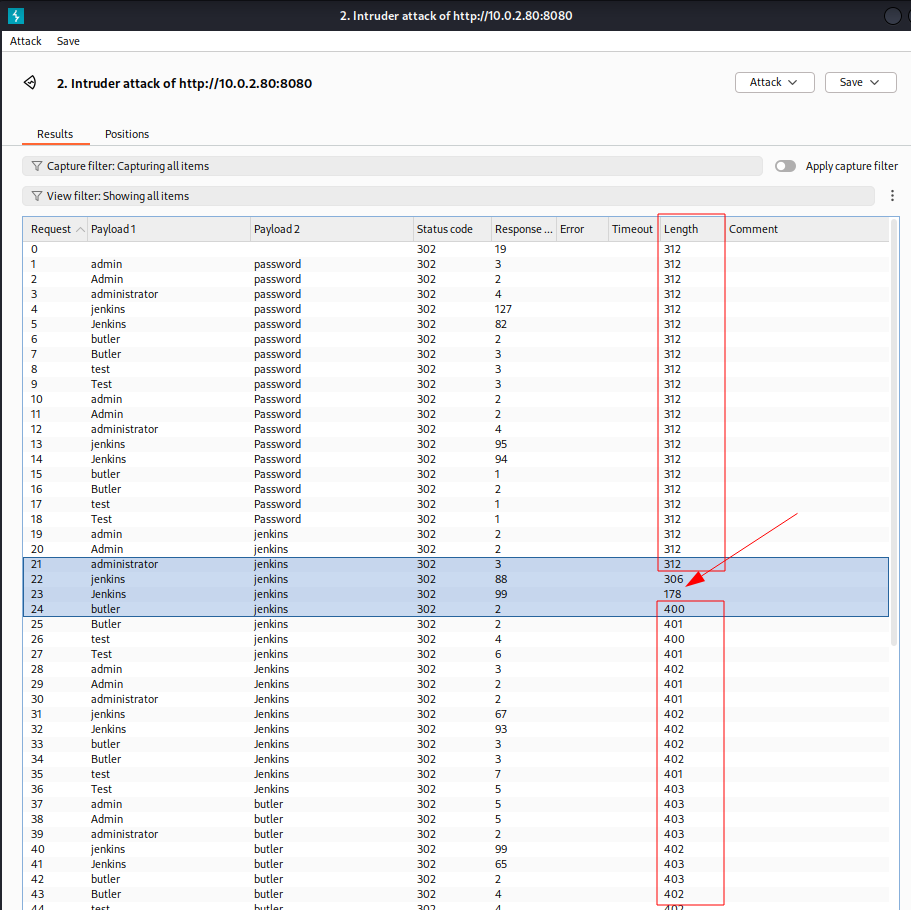 2. Intruder attack of http://10.0.2.80:8080
Attack Save
2. Intruder attack of http://10.0.2.80:8080
Attack Save
Results Positions
Capture filter: Capturing all items Apply capture filter
View filter: Showing all items
Request Payload 1 Payload 2 Status code Response ... Error Timeout Length Comment
0 302 19 312
1 admin password 302 3 312
2 Admin password 302 2 312
3 administrator password 302 4 312
4 jenkins password 302 127 312
5 Jenkins password 302 82 312
6 butler password 302 2 312
7 Butler password 302 3 312
8 test password 302 3 312
9 Test password 302 3 312
10 admin Password 302 2 312
11 Admin Password 302 2 312
12 administrator Password 302 4 312
13 jenkins Password 302 95 312
14 Jenkins Password 302 94 312
15 butler Password 302 1 312
16 Butler Password 302 2 312
17 test Password 302 1 312
18 Test Password 302 1 312
19 admin jenkins 302 2 312
20 Admin jenkins 302 2 312
21 administrator jenkins 302 3 312
22 jenkins jenkins 302 88 306
23 Jenkins jenkins 302 99 178
24 butler jenkins 302 2 400
25 Butler jenkins 302 2 401
26 test jenkins 302 4 400
27 Test jenkins 302 6 401
28 admin Jenkins 302 3 402
29 Admin Jenkins 302 2 401
30 administrator Jenkins 302 2 401
31 jenkins Jenkins 302 67 402
32 Jenkins Jenkins 302 93 402
33 butler Jenkins 302 3 402
34 Butler Jenkins 302 3 402
35 test Jenkins 302 7 401
36 Test Jenkins 302 5 403
37 admin butler 302 5 403
38 Admin butler 302 5 403
39 administrator butler 302 2 403
40 jenkins butler 302 99 402
41 Jenkins butler 302 65 403
42 butler butler 302 2 403
43 Butler butler 302 4 402
44 test butler 302 4 402